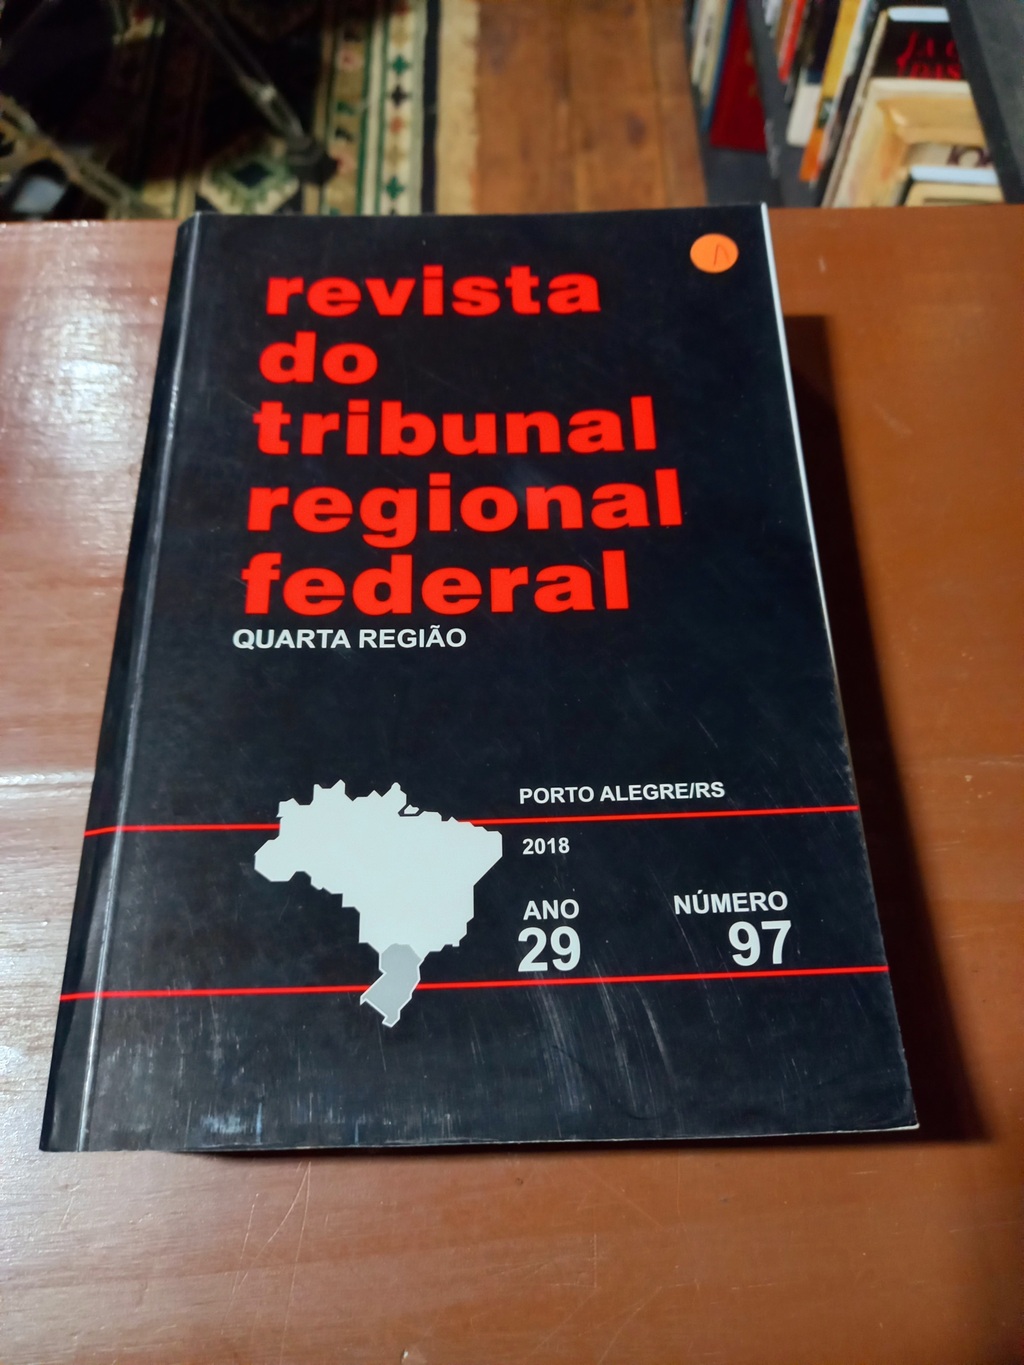 revista
do
tribunal
regional
federal
QUARTA REGIÃO
PORTO ALEGRE/RS
2018
ANO
29
NÚMERO
97